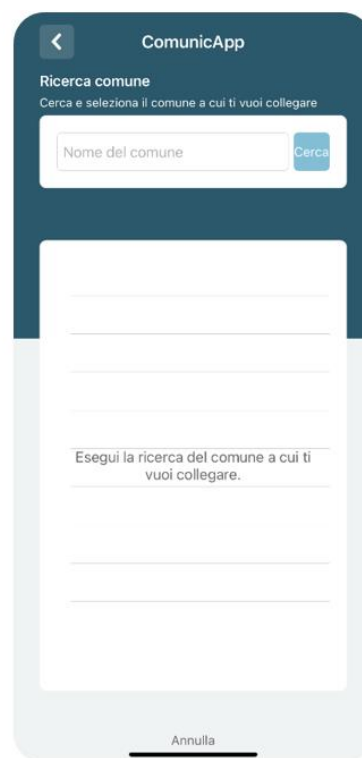 ComunicApp
Ricerca comune
Cerca e seleziona il comune a cui ti vuoi collegare
Nome del comune
Cerca
Esegui la ricerca del comune a cui ti
vuoi collegare.
Annulla